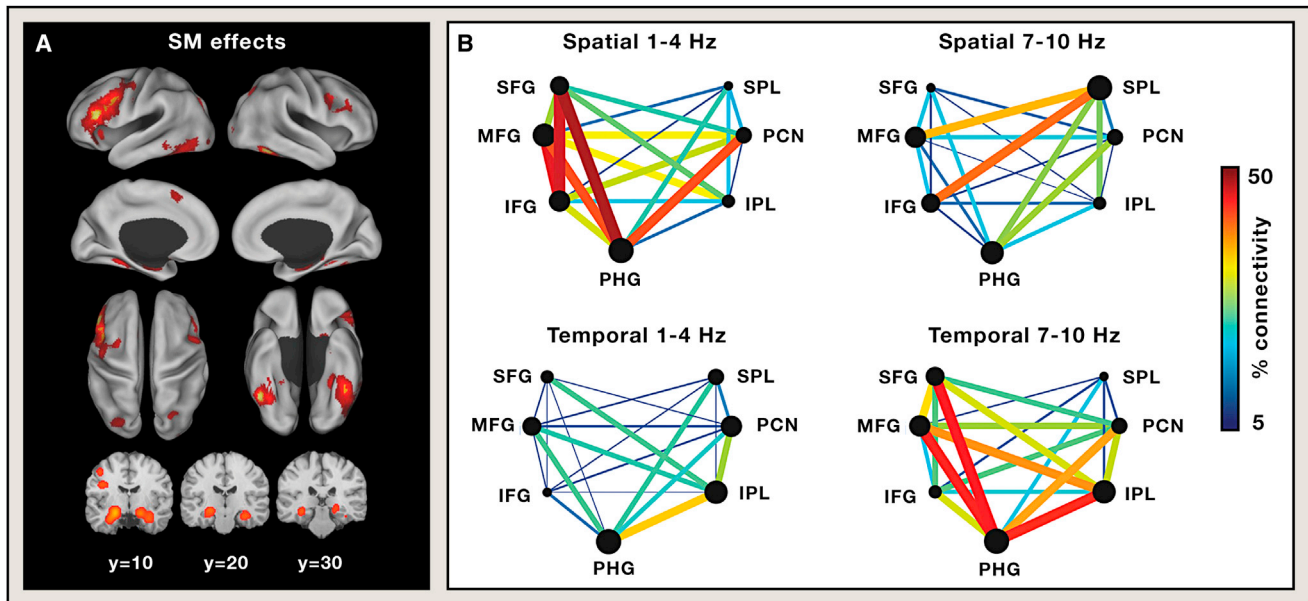 A
SM effects
y=10
y=20
y=30
B
Spatial 1-4 Hz
SFG
SPL
MFG
PCN
IFG
IPL
PHG
Spatial 7-10 Hz
SFG
SPL
MFG
PCN
IFG
IPL
PHG
Temporal 1-4 Hz
SFG
SPL
MFG
PCN
IFG
IPL
PHG
Temporal 7-10 Hz
SFG
SPL
MFG
PCN
IFG
IPL
PHG
50
% connectivity
5